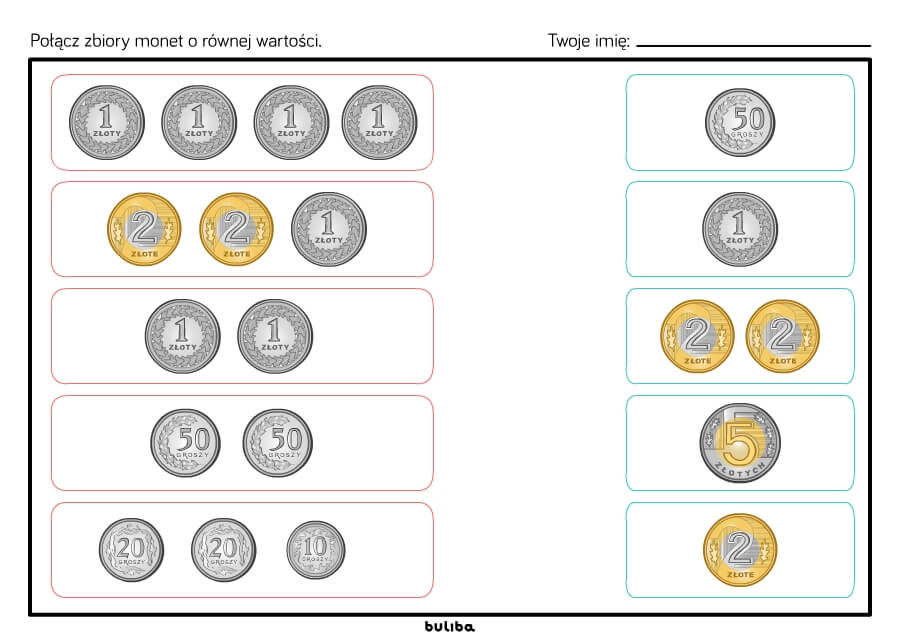 Połącz zbiory monet o równej wartości. Twoje imię:
1 ZŁOTY 1 ZŁOTY 1 ZŁOTY 1 ZŁOTY 50 GROSZY
2 ZŁOTE 2 ZŁOTE 1 ZŁOTY 1 ZŁOTY
1 ZŁOTY 1 ZŁOTY 2 ZŁOTE 2 ZŁOTE
50 GROSZY 50 GROSZY 5 ZŁOTYCH
20 GROSZY 20 GROSZY 10 GROSZY 2 ZŁOTE
buliba